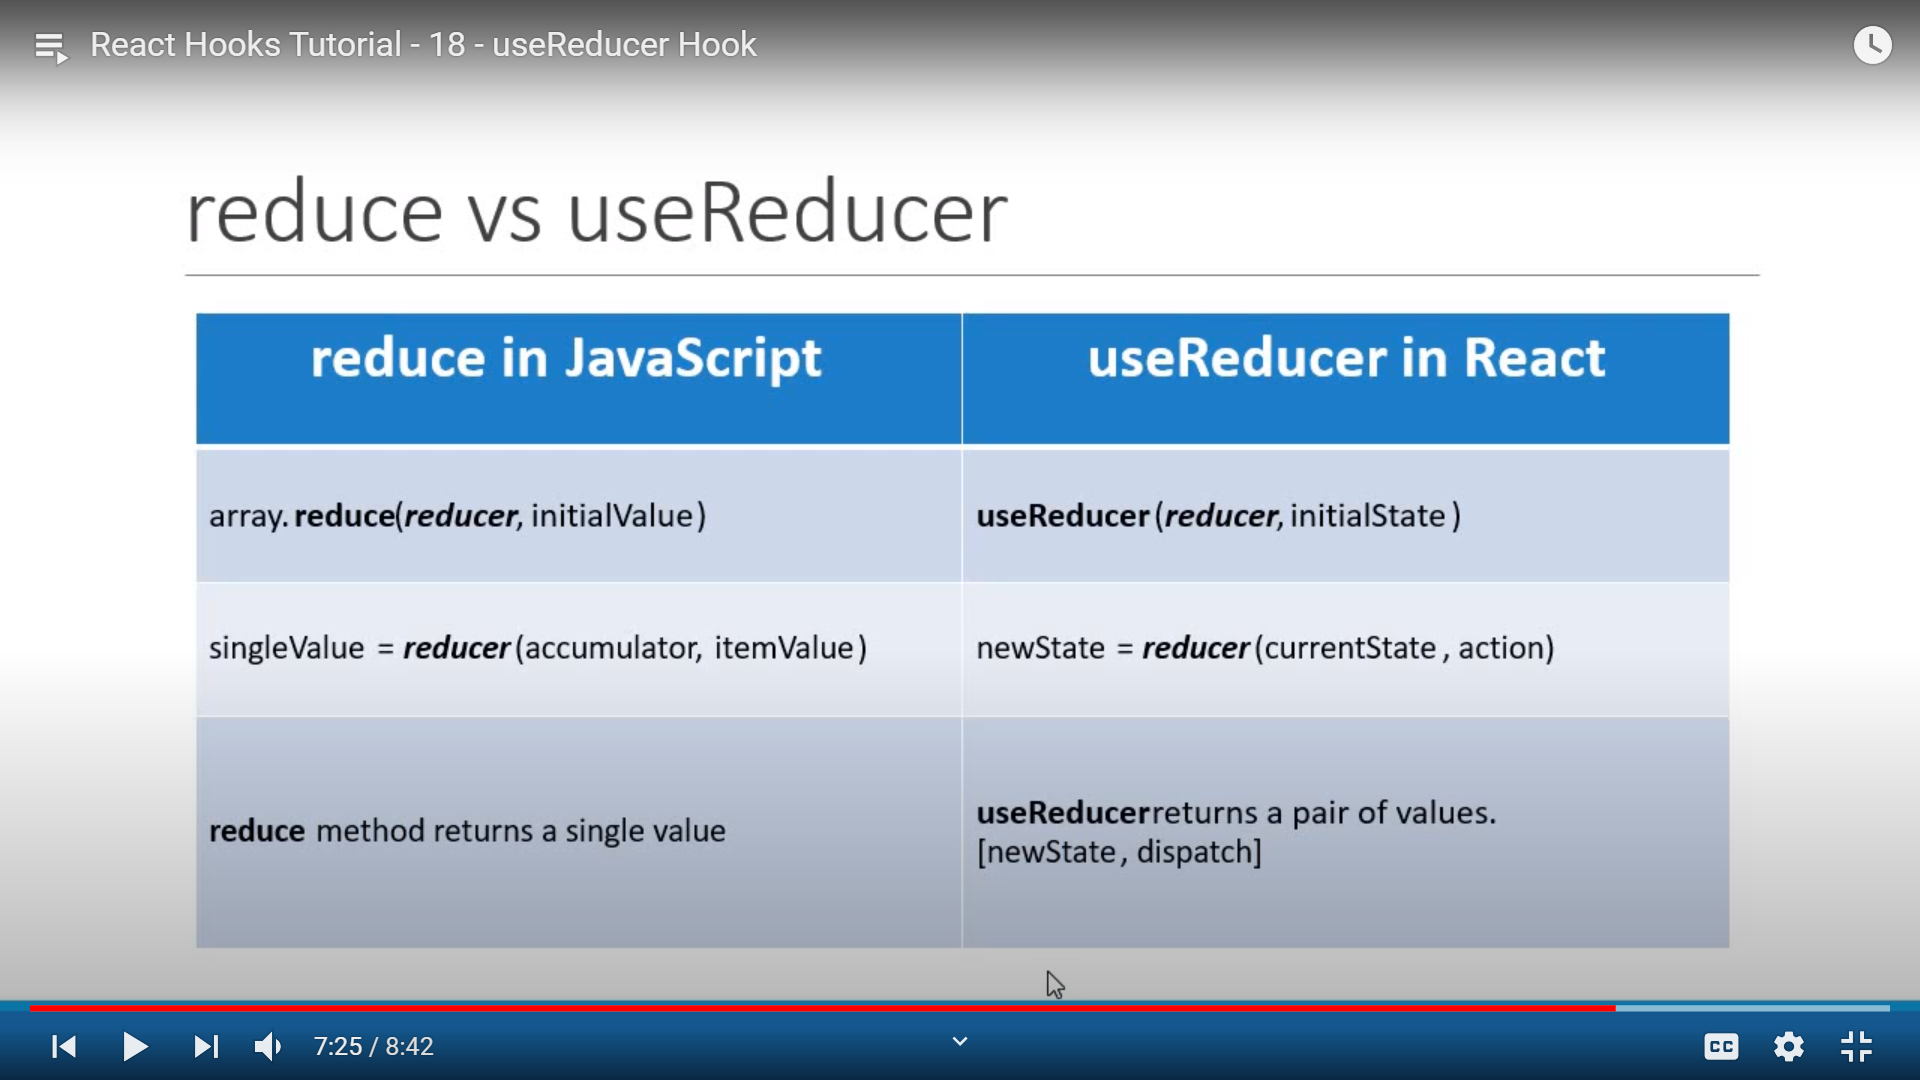 React Hooks Tutorial - 18 - useReducer Hook
reduce vs useReducer
reduce in JavaScript
useReducer in React
array.reduce(reducer, initialValue)
useReducer(reducer, initialState)
singleValue = reducer(accumulator, itemValue)
newState = reducer(currentState, action)
reduce method returns a single value
useReducer returns a pair of values.
[newState, dispatch]
7:25 / 8:42
CC